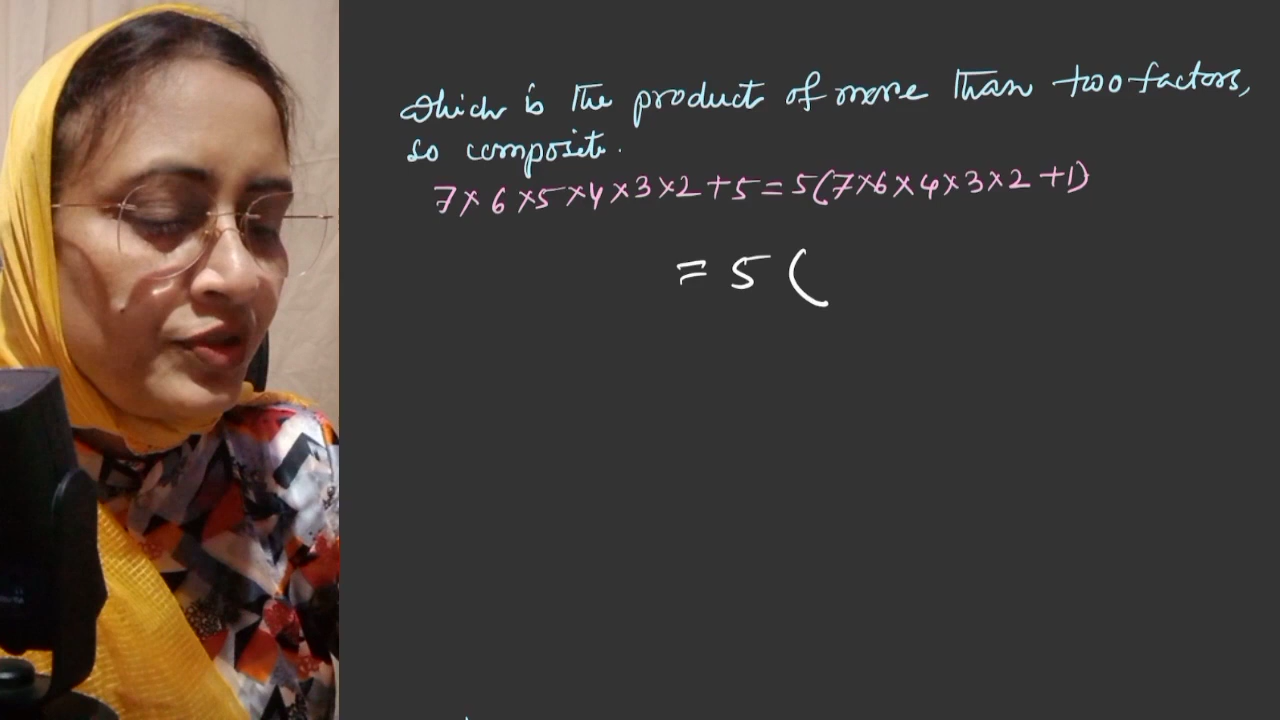 which is the product of more than two factors,
so composite.
7×6×5×4×3×2+5=5(7×6×4×3×2+1)
= 5 (